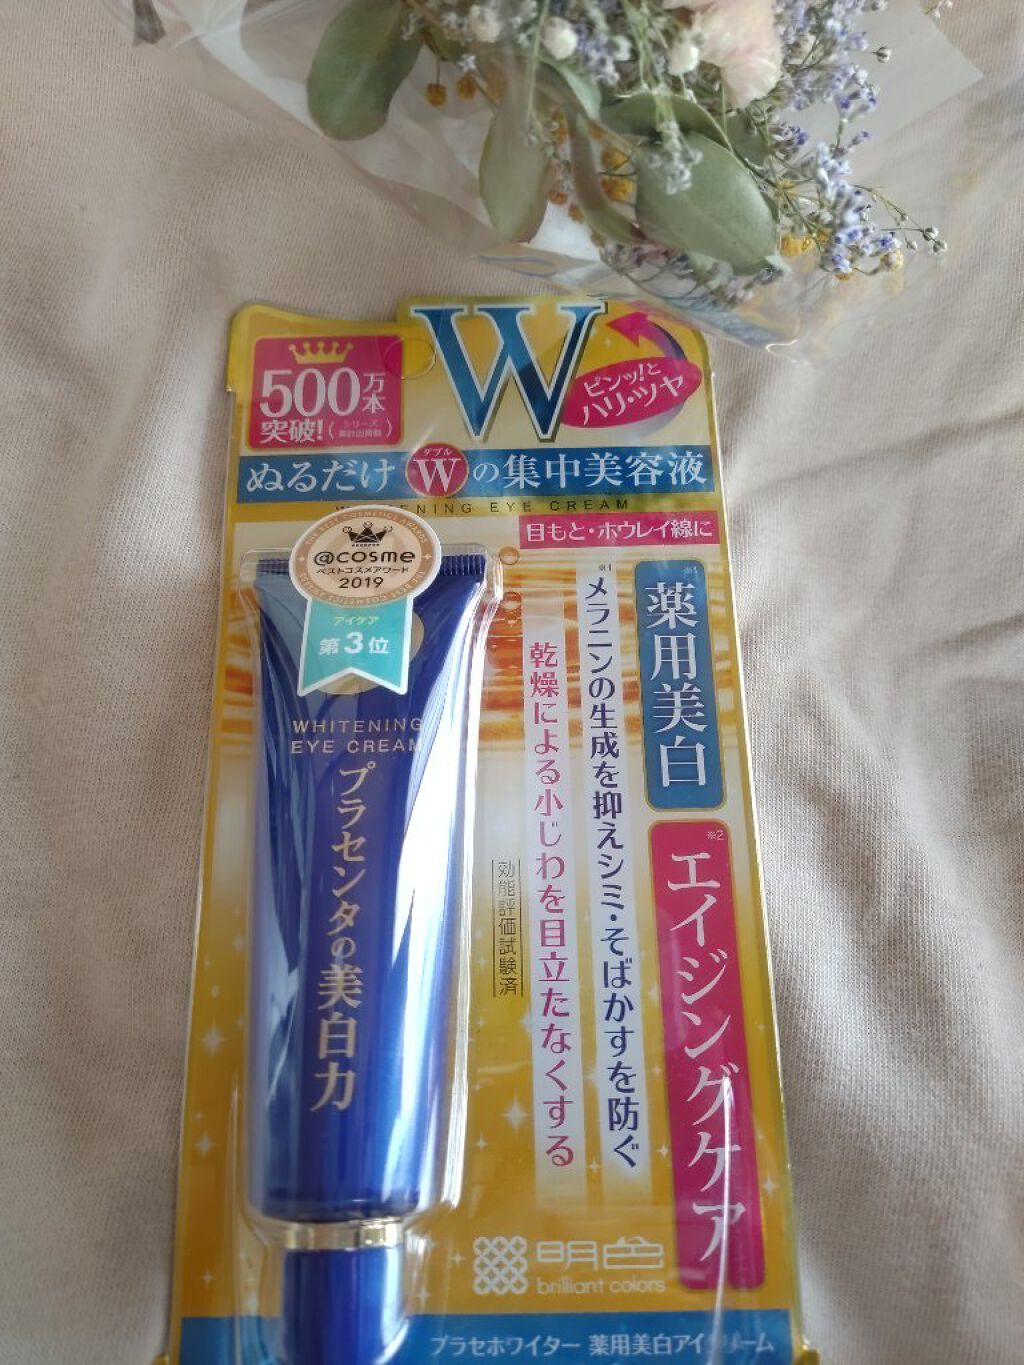 W
ピンッ!と
ハリ・ツヤ
500万本
突破!
シリーズ
累計出荷数
ダブル
ぬるだけWの集中美容液
EYE CREAM
目もと・ホウレイ線に
@cosme
ベストコスメアワード
2019
アイケア
第3位
WHITENING
EYE CREAM
プラセンタの美白力
※1
薬用美白
※2
エイジングケア
※1
メラニンの生成を抑えシミ・そばかすを防ぐ
乾燥による小じわを目立たなくする
効能評価試験済
明色
brilliant colors
プラセホワイター 薬用美白アイクリーム